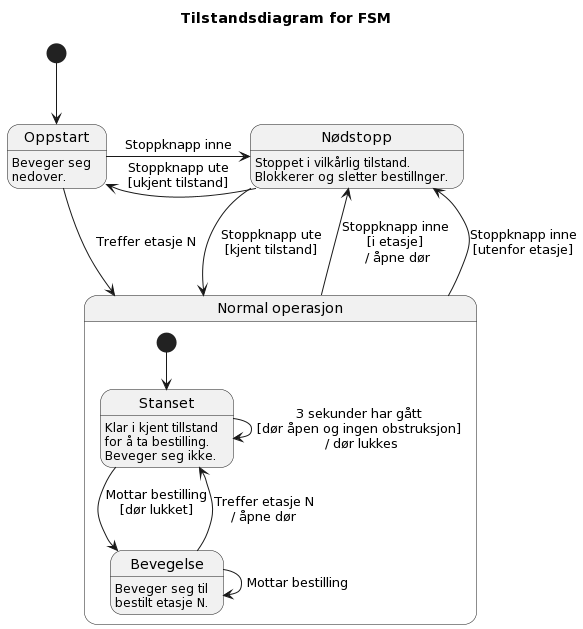 Tilstandsdiagram for FSM
Oppstart
Beveger seg
nedover.
Stoppknapp inne
Stoppknapp ute
[ukjent tilstand]
Nødstopp
Stoppet i vilkårlig tilstand.
Blokkerer og sletter bestillnger.
Treffer etasje N
Stoppknapp ute
[kjent tilstand]
Stoppknapp inne
[i etasje]
/ åpne dør
Stoppknapp inne
[utenfor etasje]
Normal operasjon
Stanset
Klar i kjent tillstand
for å ta bestilling.
Beveger seg ikke.
3 sekunder har gått
[dør åpen og ingen obstruksjon]
/ dør lukkes
Mottar bestilling
[dør lukket]
Treffer etasje N
/ åpne dør
Bevegelse
Beveger seg til
bestilt etasje N.
Mottar bestilling